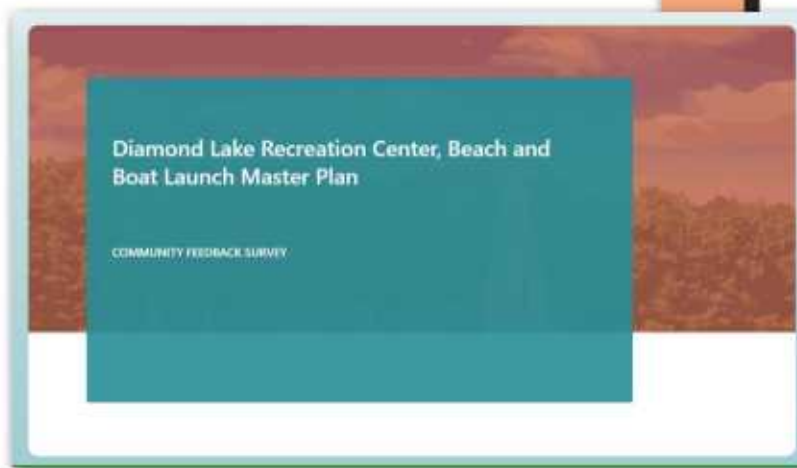 Diamond Lake Recreation Center, Beach and
Boat Launch Master Plan
COMMUNITY FEEDBACK SURVEY